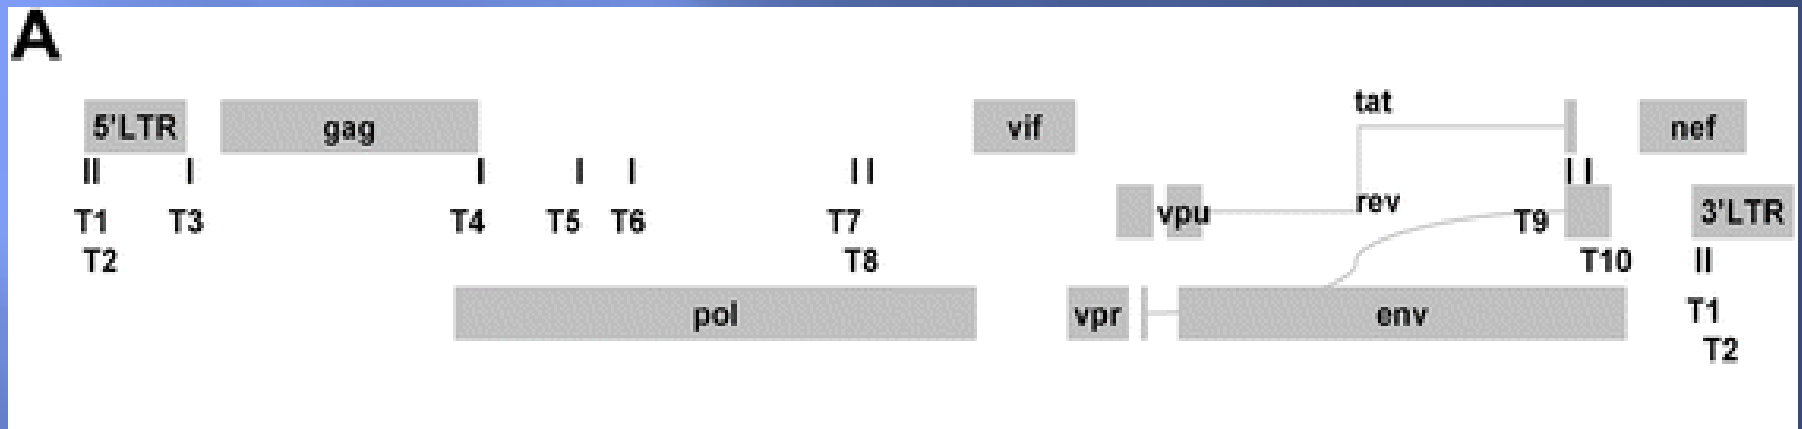 A
tat
5'LTR gag vif nef
vpu rev 3'LTR
T1 T3 T4 T5 T6 T7 T9
T2 T8 T10
pol vpr env
T1
T2